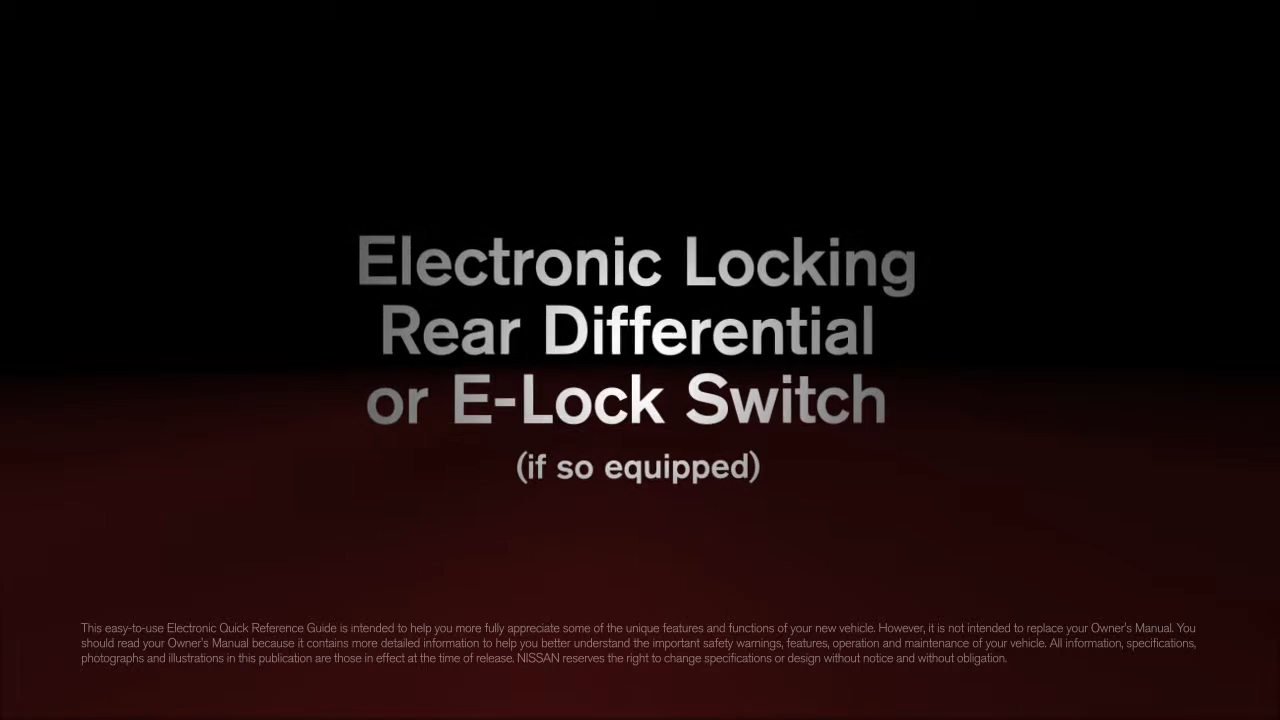 Electronic Locking
Rear Differential
or E-Lock Switch
(if so equipped)
This easy-to-use Electronic Quick Reference Guide is intended to help you more fully appreciate some of the unique features and functions of your new vehicle. However, it is not intended to replace your Owner's Manual. You
should read your Owner's Manual because it contains more detailed information to help you better understand the important safety warnings, features, operation and maintenance of your vehicle. All information, specifications,
photographs and illustrations in this publication are those in effect at the time of release. NISSAN reserves the right to change specifications or design without notice and without obligation.